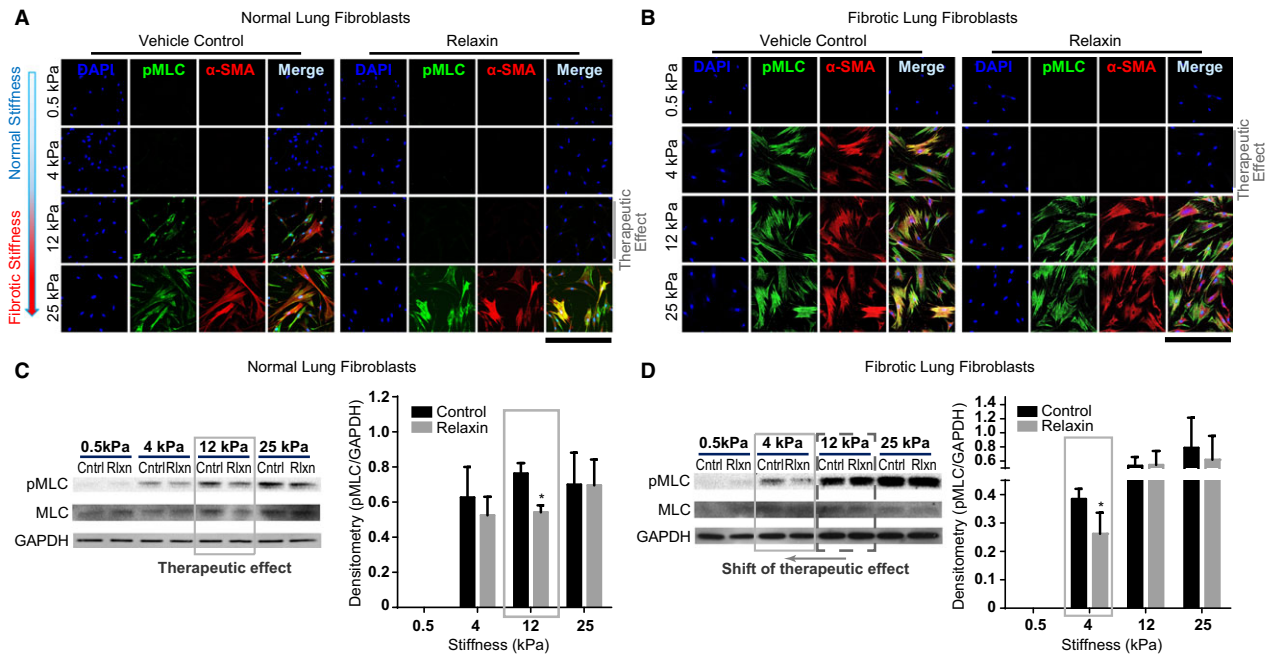 A
Normal Lung Fibroblasts
Vehicle Control
Relaxin
DAPI pMLC α-SMA Merge DAPI pMLC α-SMA Merge
Normal Stiffness
Fibrotic Stiffness
0.5 kPa
4 kPa
12 kPa
25 kPa
Therapeutic
Effect
B
Fibrotic Lung Fibroblasts
Vehicle Control
Relaxin
DAPI pMLC α-SMA Merge DAPI pMLC α-SMA Merge
0.5 kPa
4 kPa
12 kPa
25 kPa
Therapeutic
Effect
C
Normal Lung Fibroblasts
0.5kPa 4 kPa 12 kPa 25 kPa
Cntrl Rlxn Cntrl Rlxn Cntrl Rlxn Cntrl Rlxn
pMLC
MLC
GAPDH
Therapeutic effect
Densitometry (pMLC/GAPDH)
1.2
1.0
0.8
0.6
0.4
0.2
0
Control
Relaxin
*
0.5 4 12 25
Stiffness (kPa)
D
Fibrotic Lung Fibroblasts
0.5kPa 4 kPa 12 kPa 25 kPa
Cntrl Rlxn Cntrl Rlxn Cntrl Rlxn Cntrl Rlxn
pMLC
MLC
GAPDH
Shift of therapeutic effect
Densitometry (pMLC/GAPDH)
1.4
1.2
1.0
0.8
0.6
0.4
0.3
0.2
0.1
0
Control
Relaxin
*
0.5 4 12 25
Stiffness (kPa)